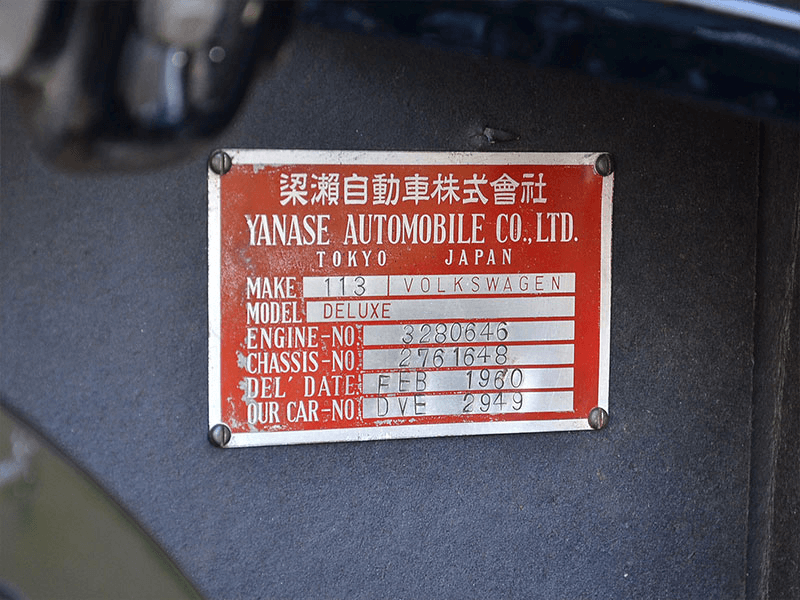 梁瀨自動車株式會社
YANASE AUTOMOBILE CO., LTD.
TOKYO JAPAN
MAKE 113 | VOLKSWAGEN
MODEL DELUXE
ENGINE-NO 3280646
CHASSIS-NO 2761648
DEL' DATE FEB 1960
OUR CAR-NO DVE 2949